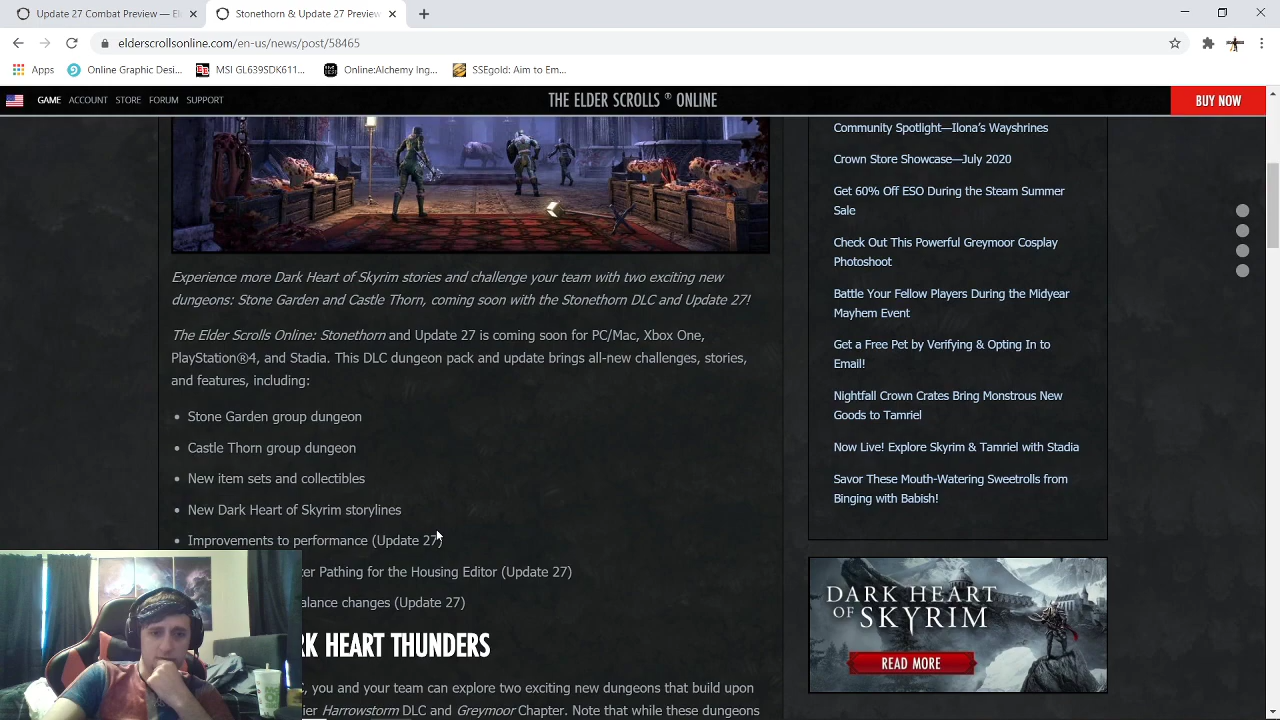 Update 27 Combat Preview —
Stonethorn & Update 27 Preview
elderscrollsonline.com/en-us/news/post/58465
Apps
Online Graphic Desi...
MSI GL639SDK611...
Online:Alchemy Ing...
SSEgold: Aim to Em...
GAME ACCOUNT STORE FORUM SUPPORT
THE ELDER SCROLLS ® ONLINE
BUY NOW
Experience more Dark Heart of Skyrim stories and challenge your team with two exciting new
dungeons: Stone Garden and Castle Thorn, coming soon with the Stonethorn DLC and Update 27!
The Elder Scrolls Online: Stonethorn and Update 27 is coming soon for PC/Mac, Xbox One,
PlayStation®4, and Stadia. This DLC dungeon pack and update brings all-new challenges, stories,
and features, including:
• Stone Garden group dungeon
• Castle Thorn group dungeon
• New item sets and collectibles
• New Dark Heart of Skyrim storylines
• Improvements to performance (Update 27)
ter Pathing for the Housing Editor (Update 27)
alance changes (Update 27)
RK HEART THUNDERS
, you and your team can explore two exciting new dungeons that build upon
ier Harrowstorm DLC and Greymoor Chapter. Note that while these dungeons
Community Spotlight—Ilona's Wayshrines
Crown Store Showcase—July 2020
Get 60% Off ESO During the Steam Summer
Sale
Check Out This Powerful Greymoor Cosplay
Photoshoot
Battle Your Fellow Players During the Midyear
Mayhem Event
Get a Free Pet by Verifying & Opting In to
Email!
Nightfall Crown Crates Bring Monstrous New
Goods to Tamriel
Now Live! Explore Skyrim & Tamriel with Stadia
Savor These Mouth-Watering Sweetrolls from
Binging with Babish!
DARK HEART
OF SKYRIM
READ MORE